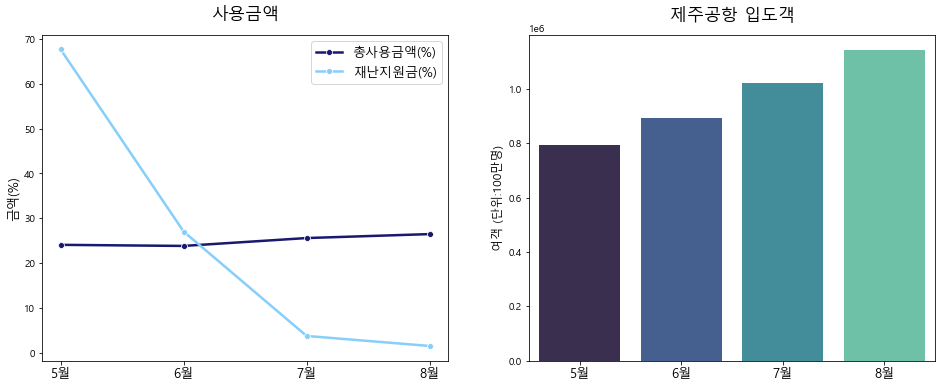 사용금액
금액(%)
70
60
50
40
30
20
10
0
총사용금액(%)
재난지원금(%)
5월 6월 7월 8월
제주공항 입도객
1e6
여객 (단위:100만명)
1.0
0.8
0.6
0.4
0.2
0.0
5월 6월 7월 8월